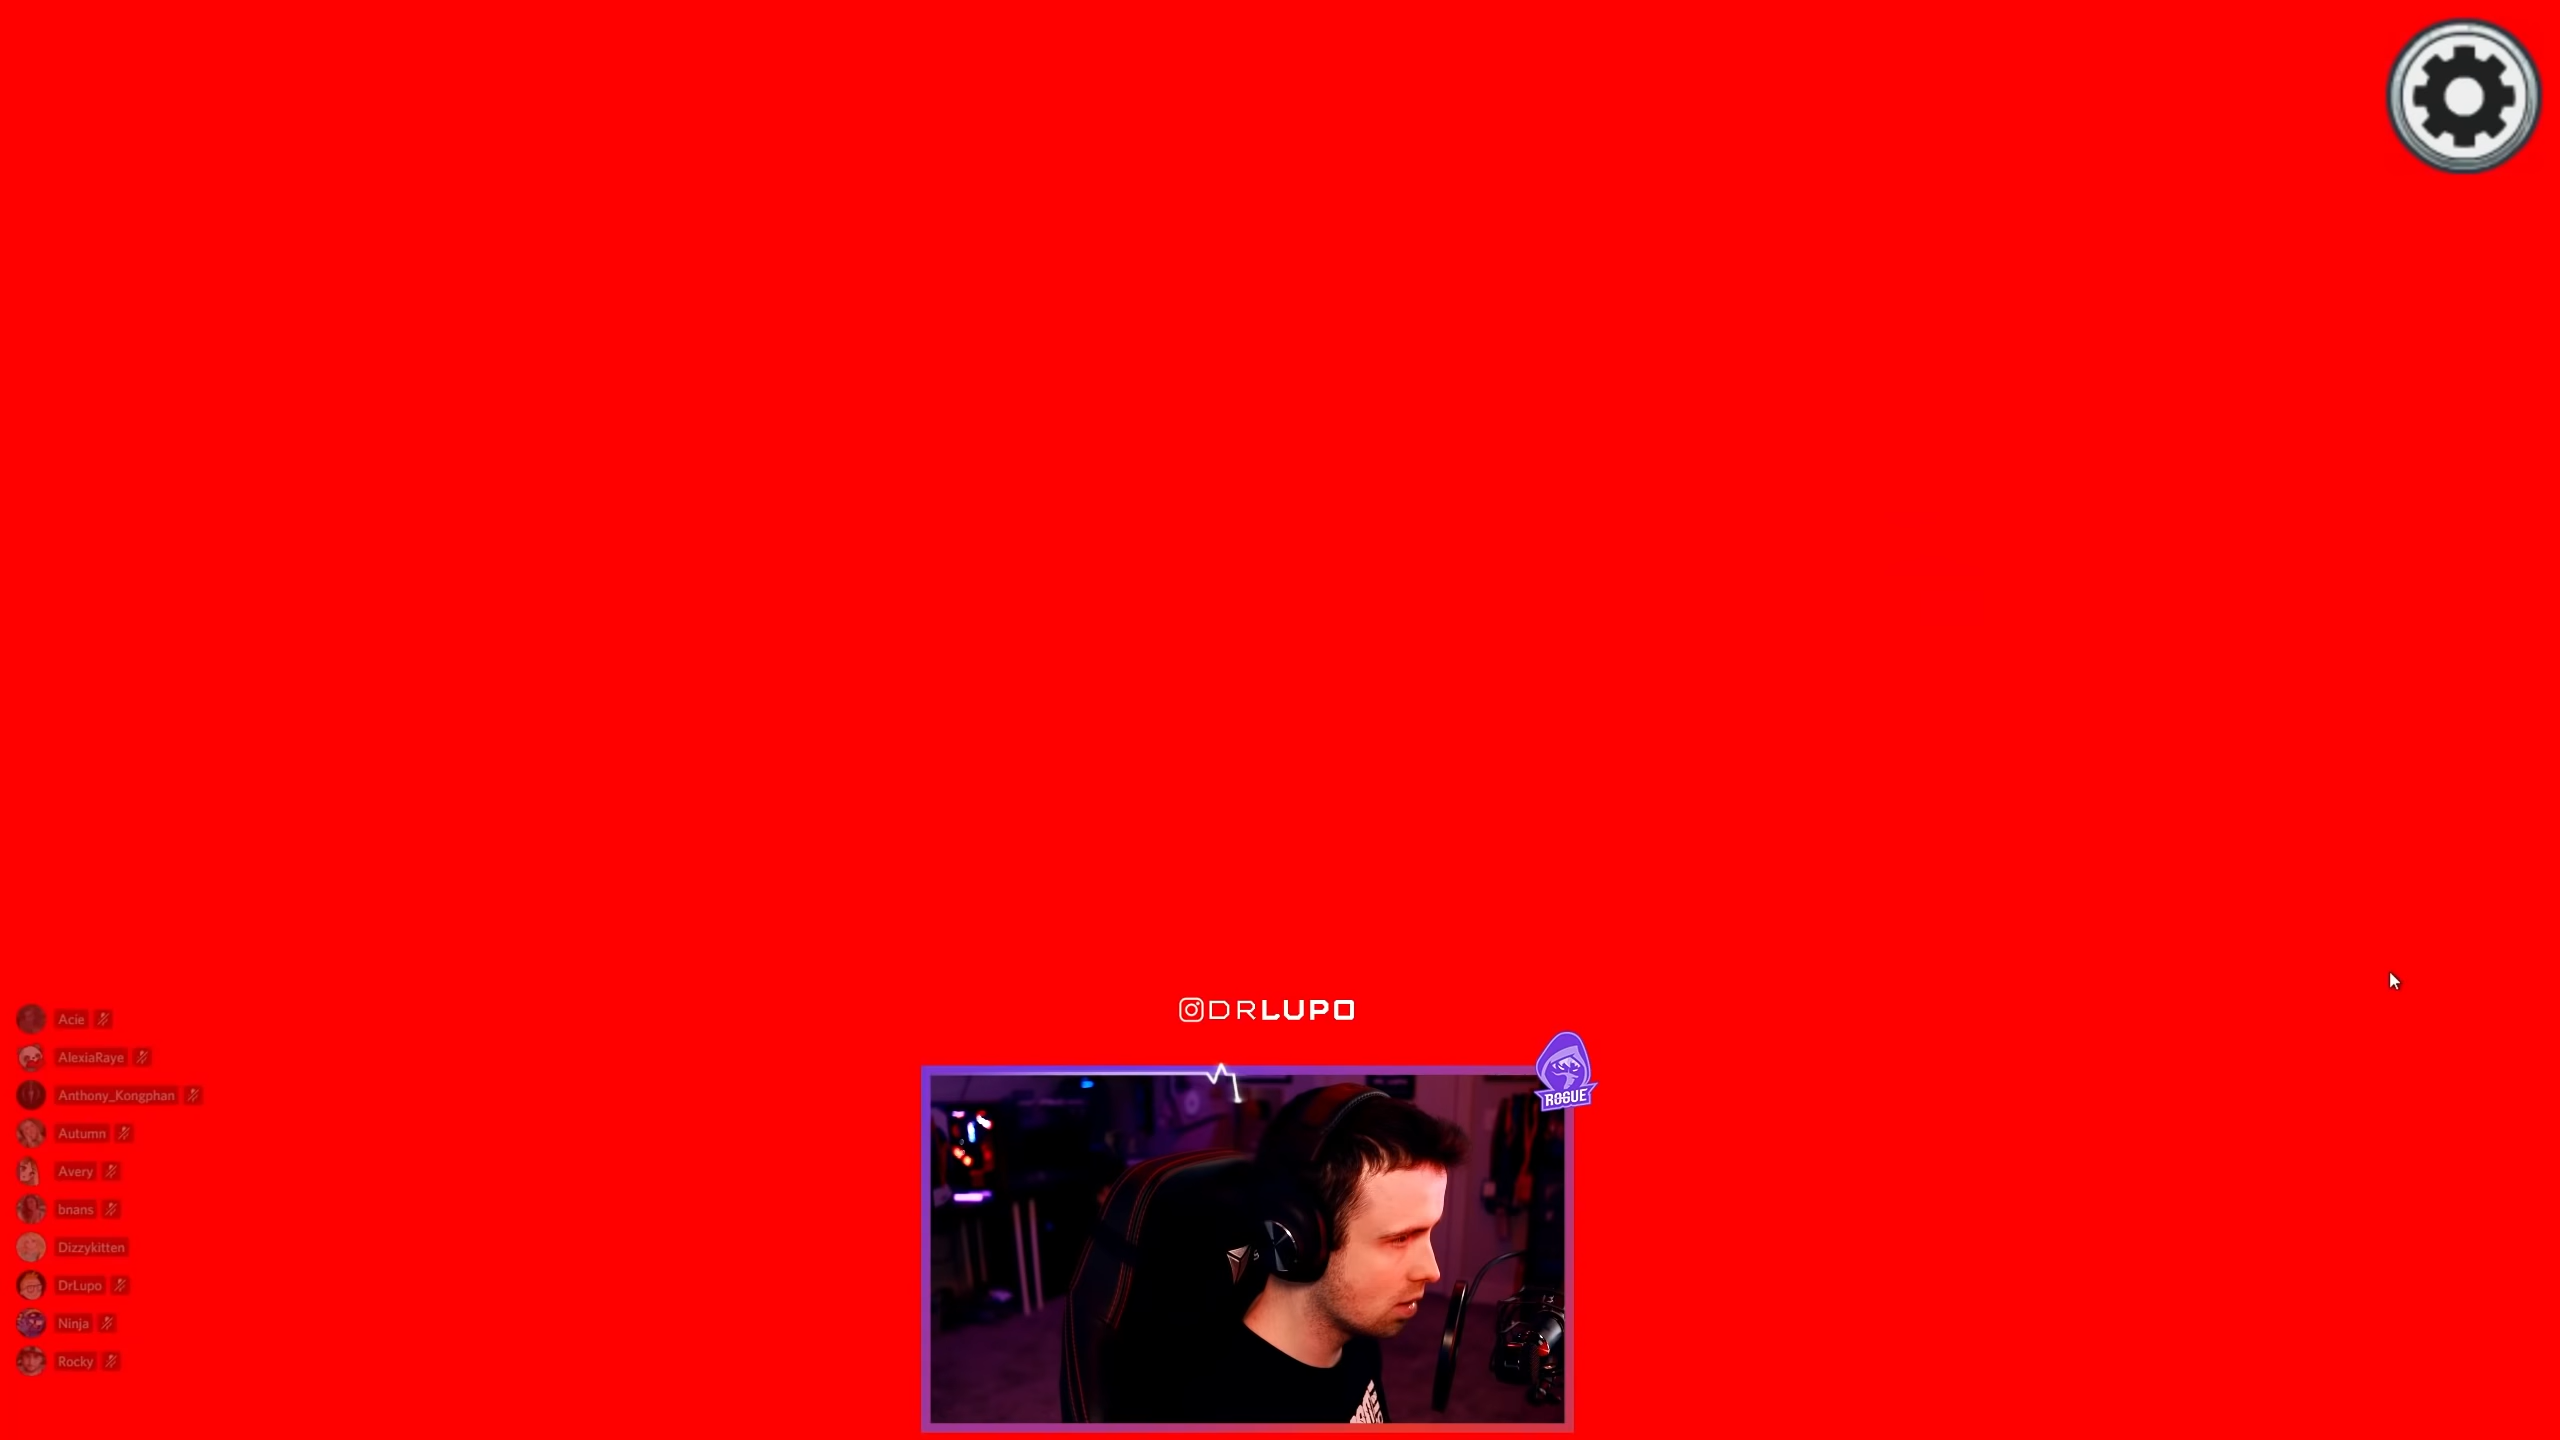 DRLUPO
ROGUE
Acie
AlexiaRaye
Anthony_Kongphan
Autumn
Avery
bnans
Dizzykitten
DrLupo
Ninja
Rocky